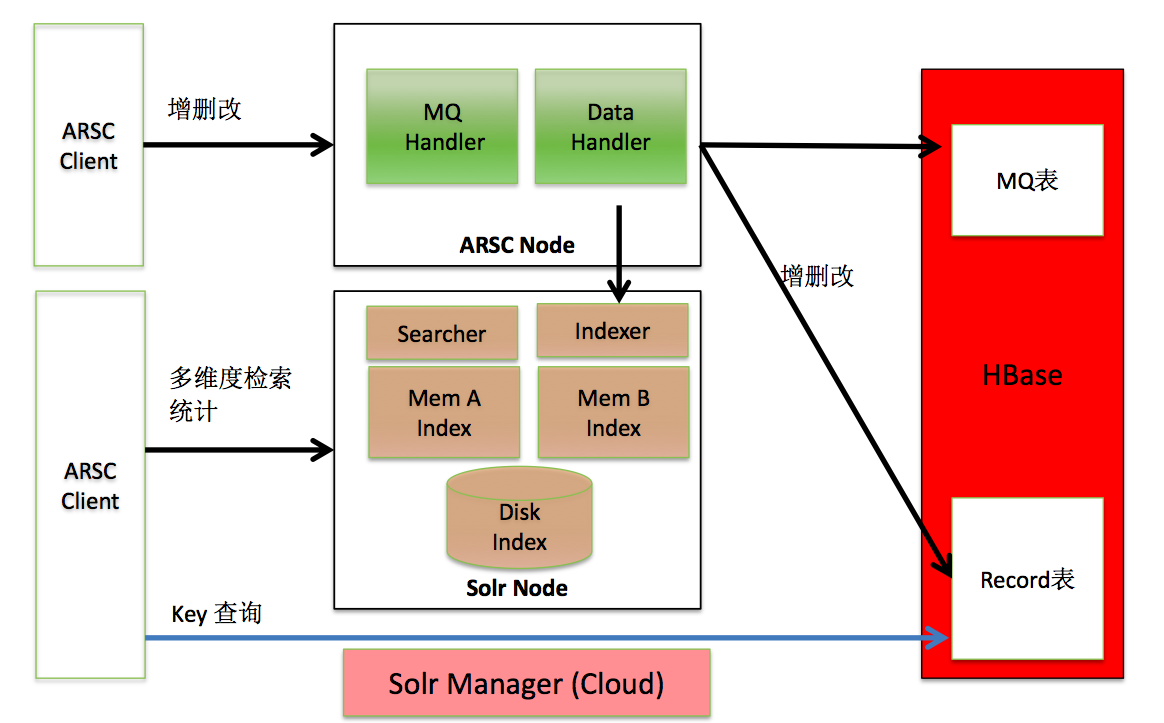 ARSC
Client
增删改
MQ
Handler
Data
Handler
ARSC Node
MQ表
增删改
HBase
Searcher
Indexer
Mem A
Index
Mem B
Index
Disk
Index
Solr Node
多维度检索
统计
ARSC
Client
Key 查询
Record表
Solr Manager (Cloud)